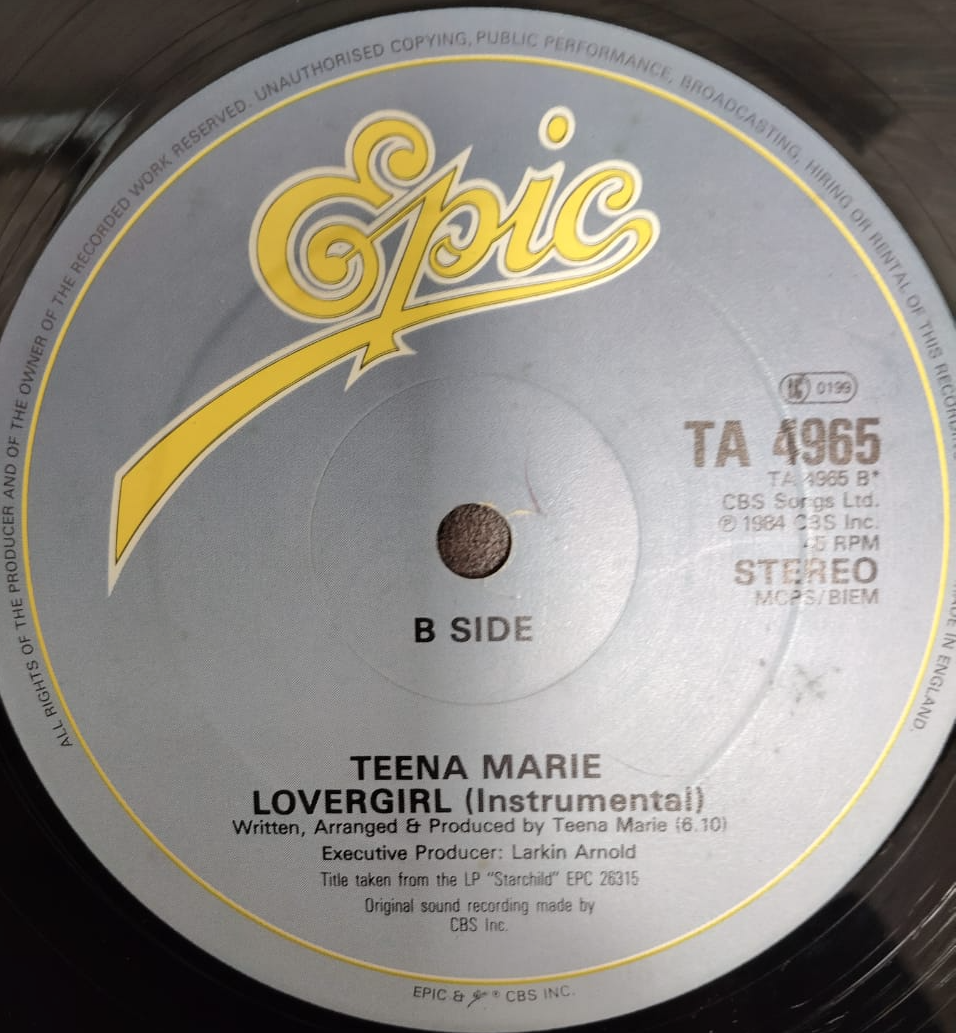 ALL RIGHTS OF THE PRODUCER AND OF THE OWNER OF THE RECORDED WORK RESERVED. UNAUTHORISED COPYING, PUBLIC PERFORMANCE, BROADCASTING, HIRING OR RENTAL OF THIS RECORDING MADE IN ENGLAND.
Epic
0199
TA 4965
TA 4965 B*
CBS Songs Ltd.
℗ 1984 CBS Inc.
45 RPM
STEREO
MCPS/BIEM
B SIDE
TEENA MARIE
LOVERGIRL (Instrumental)
Written, Arranged & Produced by Teena Marie (6.10)
Executive Producer: Larkin Arnold
Title taken from the LP "Starchild" EPC 26315
Original sound recording made by
CBS Inc.
EPIC & ® CBS INC.